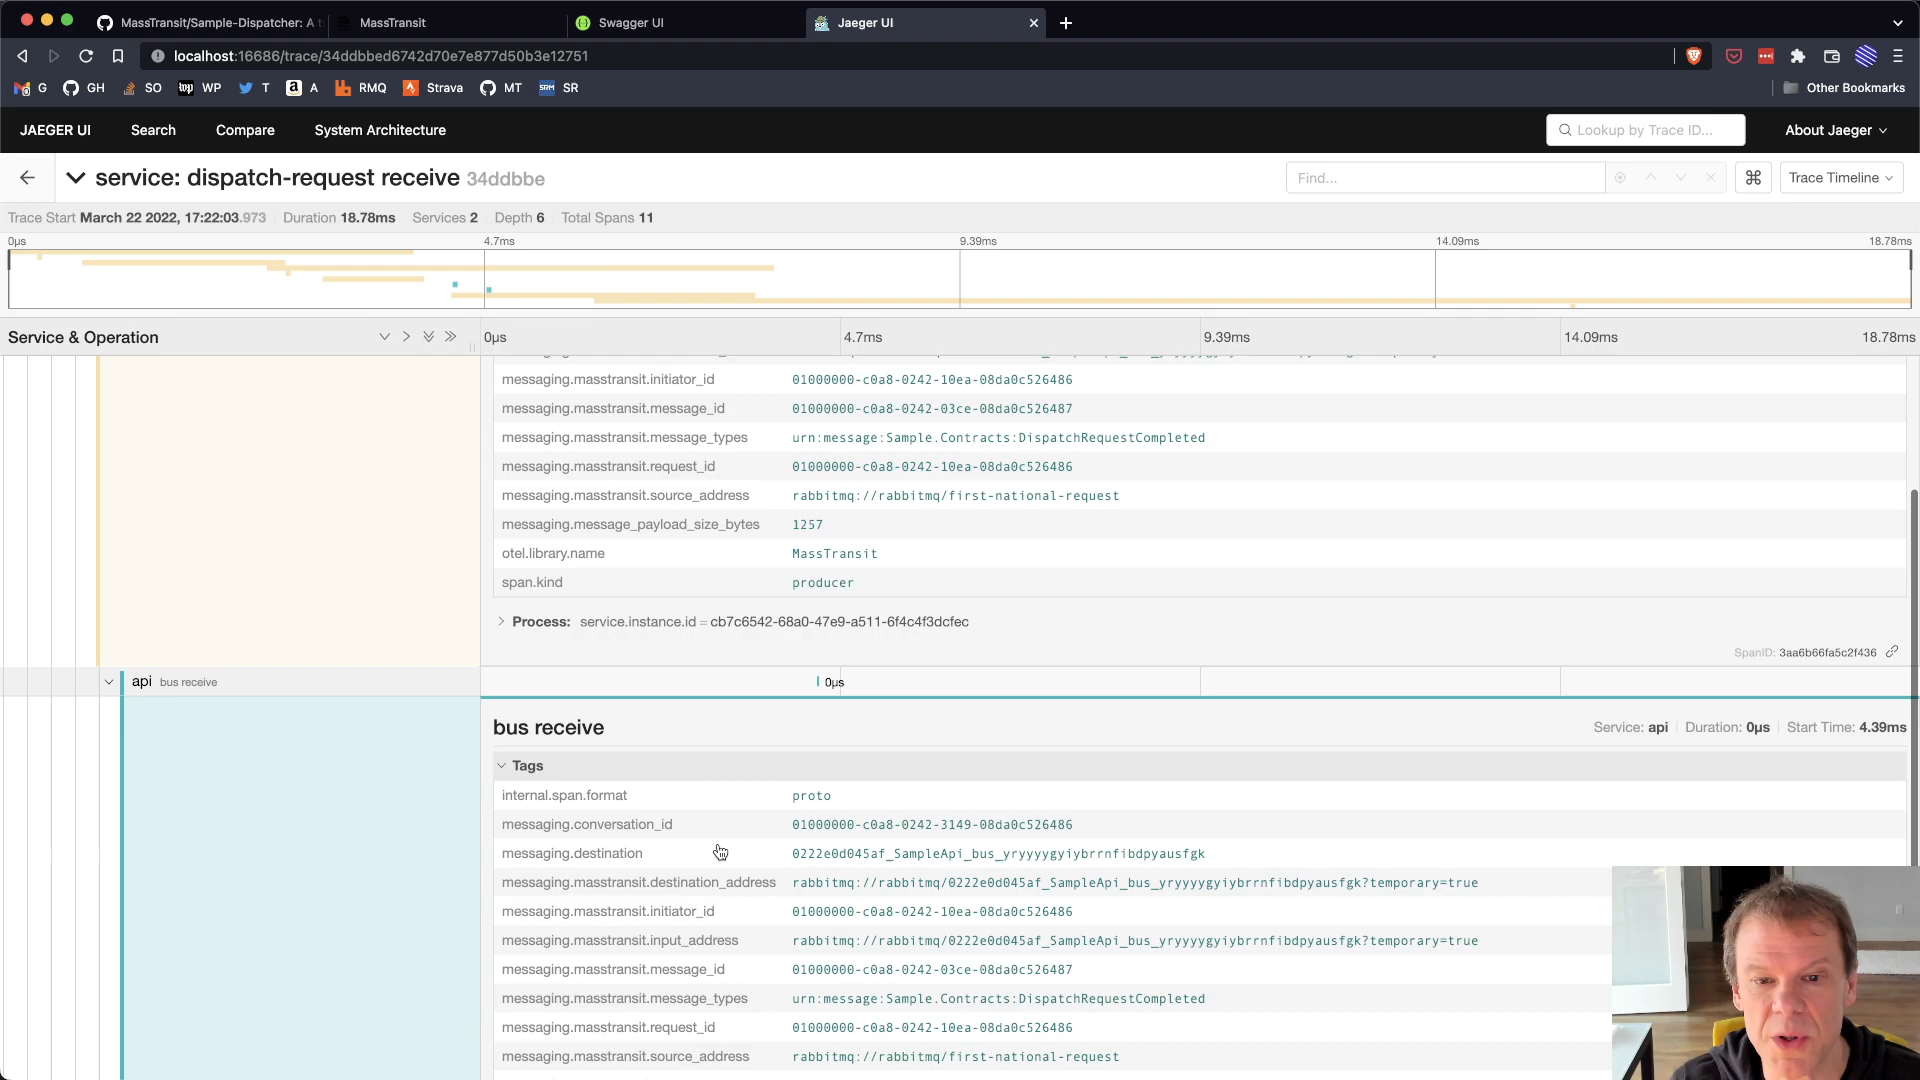 MassTransit/Sample-Dispatcher: A t
MassTransit
Swagger UI
Jaeger UI
localhost:16686/trace/34ddbbed6742d70e7e877d50b3e12751
G GH SO WP T A RMQ Strava MT SR Other Bookmarks
JAEGER UI Search Compare System Architecture Lookup by Trace ID... About Jaeger
service: dispatch-request receive 34ddbbe Find... Trace Timeline
Trace Start March 22 2022, 17:22:03.973 Duration 18.78ms Services 2 Depth 6 Total Spans 11
0μs 4.7ms 9.39ms 14.09ms 18.78ms
Service & Operation 0μs 4.7ms 9.39ms 14.09ms 18.78ms
messaging.masstransit.initiator_id 01000000-c0a8-0242-10ea-08da0c526486
messaging.masstransit.message_id 01000000-c0a8-0242-03ce-08da0c526487
messaging.masstransit.message_types urn:message:Sample.Contracts:DispatchRequestCompleted
messaging.masstransit.request_id 01000000-c0a8-0242-10ea-08da0c526486
messaging.masstransit.source_address rabbitmq://rabbitmq/first-national-request
messaging.message_payload_size_bytes 1257
otel.library.name MassTransit
span.kind producer
Process: service.instance.id = cb7c6542-68a0-47e9-a511-6f4c4f3dcfec
SpanID: 3aa6b66fa5c2f436
api bus receive 0μs
bus receive Service: api Duration: 0μs Start Time: 4.39ms
Tags
internal.span.format proto
messaging.conversation_id 01000000-c0a8-0242-3149-08da0c526486
messaging.destination 0222e0d045af_SampleApi_bus_yryyyygyiybrrnfibdpyausfgk
messaging.masstransit.destination_address rabbitmq://rabbitmq/0222e0d045af_SampleApi_bus_yryyyygyiybrrnfibdpyausfgk?temporary=true
messaging.masstransit.initiator_id 01000000-c0a8-0242-10ea-08da0c526486
messaging.masstransit.input_address rabbitmq://rabbitmq/0222e0d045af_SampleApi_bus_yryyyygyiybrrnfibdpyausfgk?temporary=true
messaging.masstransit.message_id 01000000-c0a8-0242-03ce-08da0c526487
messaging.masstransit.message_types urn:message:Sample.Contracts:DispatchRequestCompleted
messaging.masstransit.request_id 01000000-c0a8-0242-10ea-08da0c526486
messaging.masstransit.source_address rabbitmq://rabbitmq/first-national-request